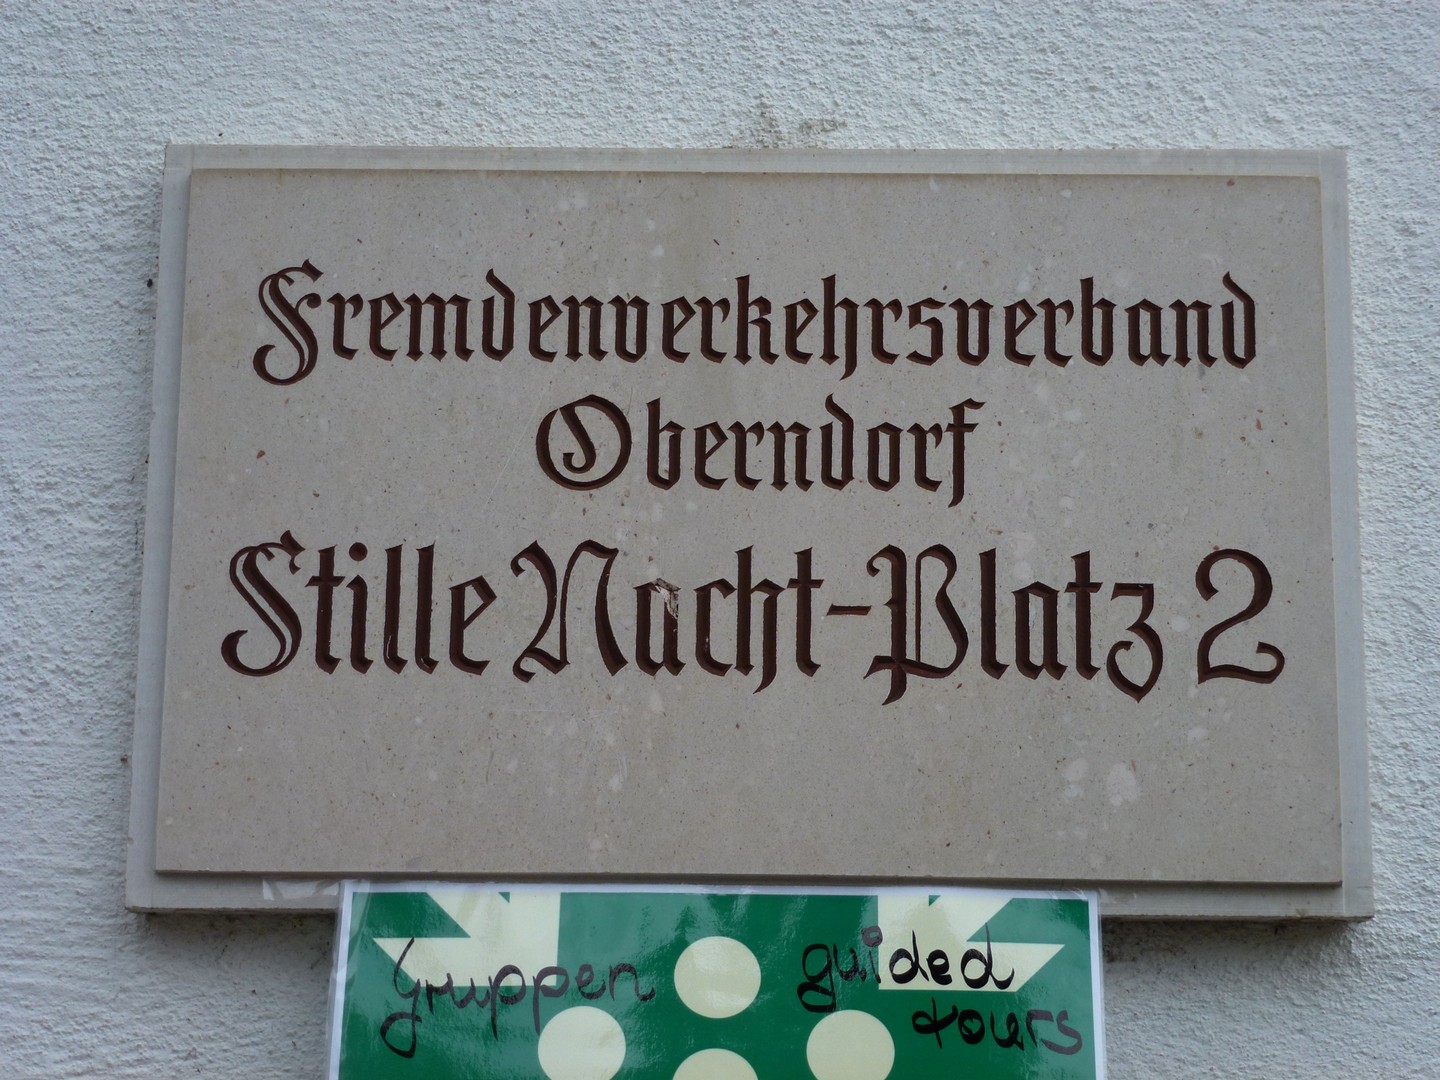 Fremdenverkehrsverband
Oberndorf
Stille Nacht-Platz 2
Gruppen guided
tours